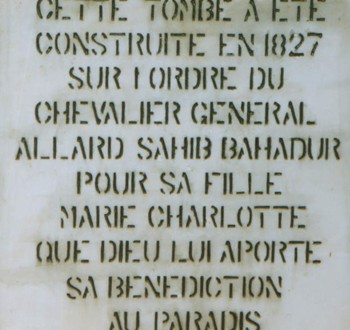 CETTE TOMBE A ETE
CONSTRUITE EN 1827
SUR L'ORDRE DU
CHEVALIER GENERAL
ALLARD SAHIB BAHADUR
POUR SA FILLE
MARIE CHARLOTTE
QUE DIEU LUI APORTE
SA BENEDICTION
AU PARADIS